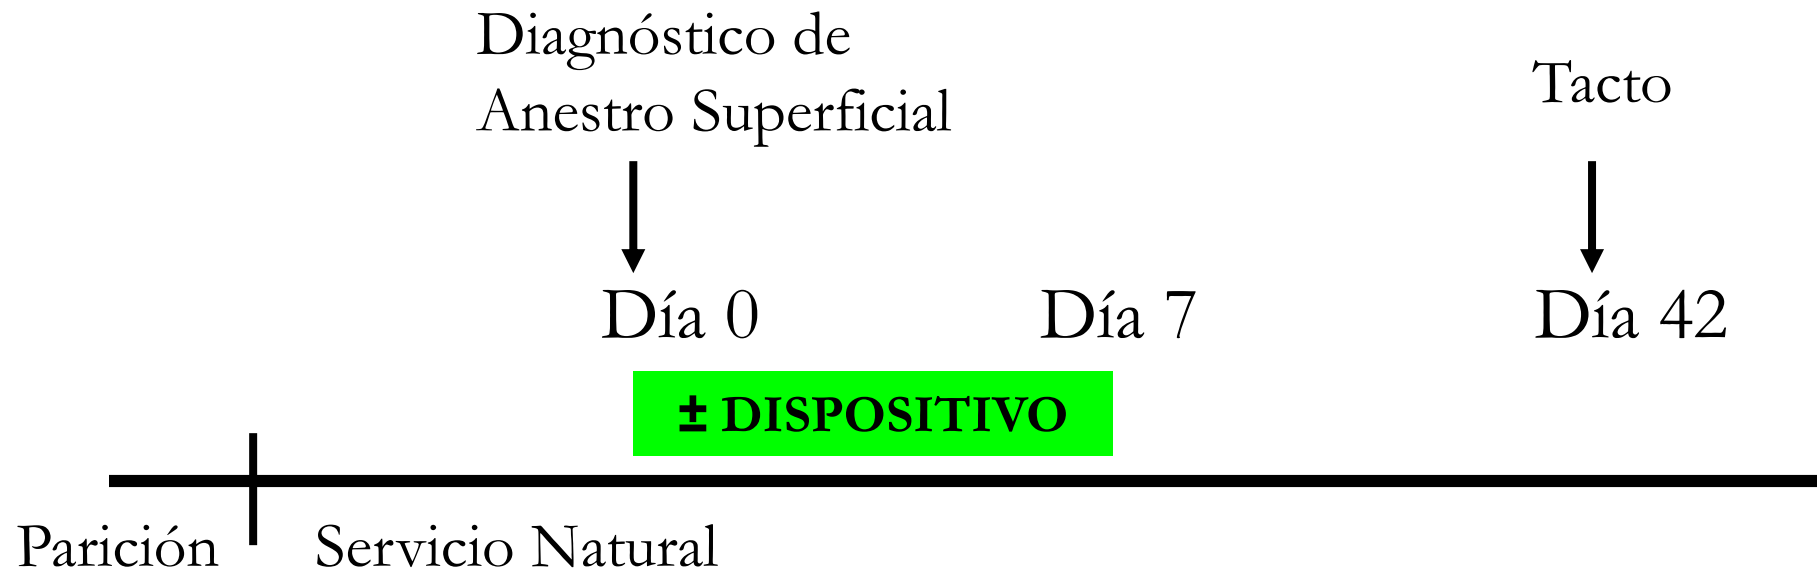 Diagnóstico de
Anestro Superficial
Tacto
Día 0
Día 7
Día 42
± DISPOSITIVO
Parición
Servicio Natural